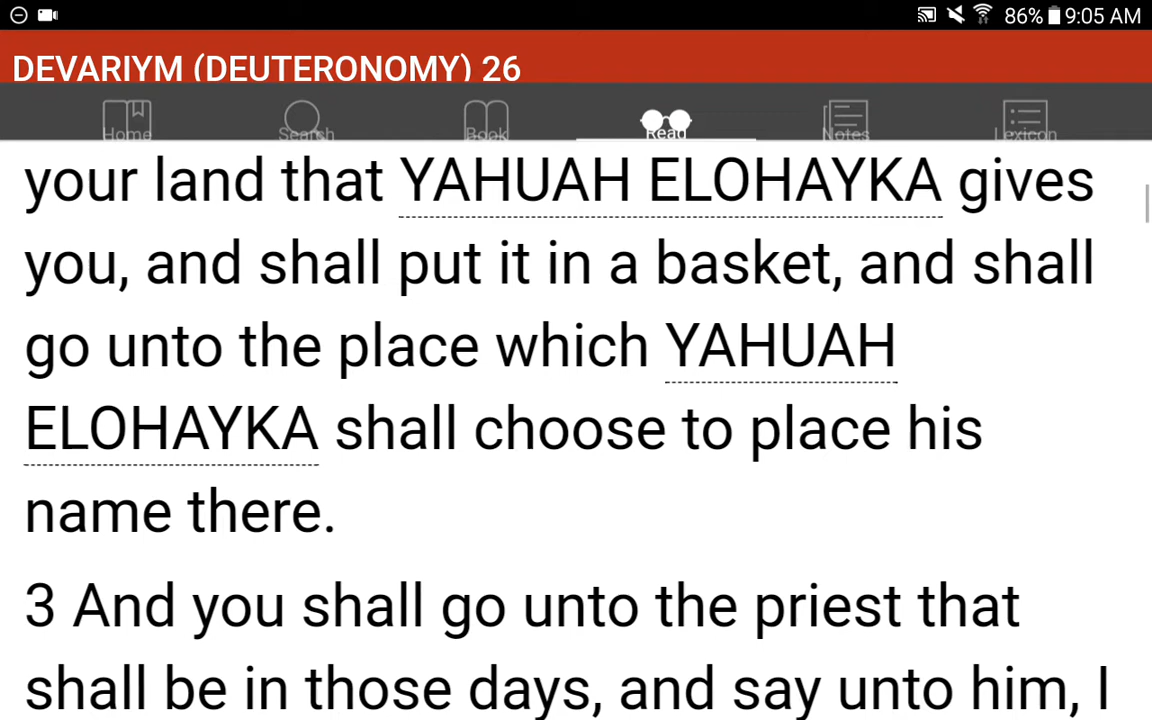 86% 9:05 AM
DEVARIYM (DEUTERONOMY) 26
Home Search Book Read Notes Lexicon
your land that YAHUAH ELOHAYKA gives
you, and shall put it in a basket, and shall
go unto the place which YAHUAH
ELOHAYKA shall choose to place his
name there.
3 And you shall go unto the priest that
shall be in those days, and say unto him, I